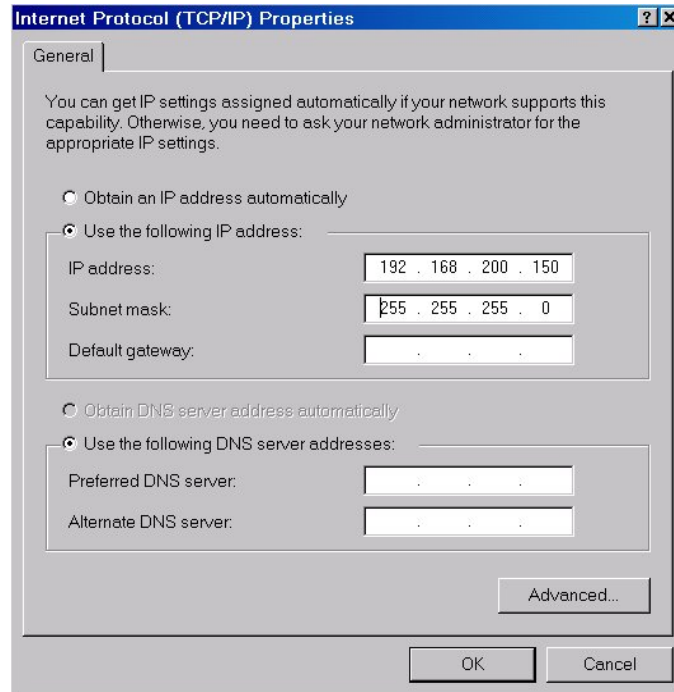 Internet Protocol (TCP/IP) Properties
General
You can get IP settings assigned automatically if your network supports this
capability. Otherwise, you need to ask your network administrator for the
appropriate IP settings.
Obtain an IP address automatically
Use the following IP address:
IP address: 192 . 168 . 200 . 150
Subnet mask: 255 . 255 . 255 . 0
Default gateway: . . .
Obtain DNS server address automatically
Use the following DNS server addresses:
Preferred DNS server: . . .
Alternate DNS server: . . .
Advanced...
OK Cancel